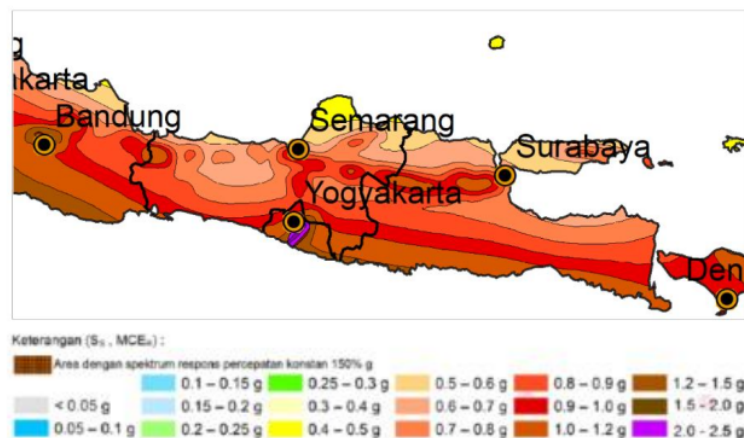 g
karta
Bandung
Semarang
Surabaya
Yogyakarta
Den
Keterangan (Sₛ , MCEᵣ) :
Area dengan spektrum respons percepatan konstan 150% g
0.1 – 0.15 g 0.25 – 0.3 g 0.5 – 0.6 g 0.8 – 0.9 g 1.2 – 1.5 g
< 0.05 g 0.15 – 0.2 g 0.3 – 0.4 g 0.6 – 0.7 g 0.9 – 1.0 g 1.5 – 2.0 g
0.05 – 0.1 g 0.2 – 0.25 g 0.4 – 0.5 g 0.7 – 0.8 g 1.0 – 1.2 g 2.0 – 2.5 g